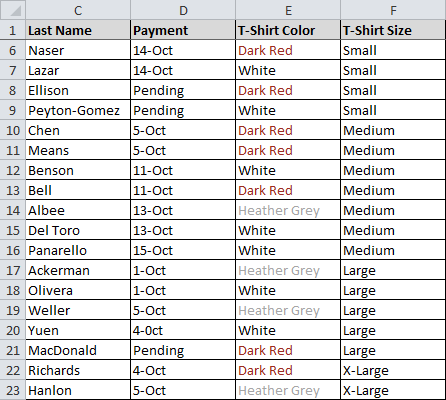 C D E F
1 Last Name Payment T-Shirt Color T-Shirt Size
6 Naser 14-Oct Dark Red Small
7 Lazar 14-Oct White Small
8 Ellison Pending Dark Red Small
9 Peyton-Gomez Pending White Small
10 Chen 5-Oct Dark Red Medium
11 Means 5-Oct Dark Red Medium
12 Benson 11-Oct White Medium
13 Bell 11-Oct Dark Red Medium
14 Albee 13-Oct Heather Grey Medium
15 Del Toro 13-Oct White Medium
16 Panarello 15-Oct White Medium
17 Ackerman 1-Oct Heather Grey Large
18 Olivera 1-Oct White Large
19 Weller 5-Oct Heather Grey Large
20 Yuen 4-0ct White Large
21 MacDonald Pending Dark Red Large
22 Richards 4-Oct Dark Red X-Large
23 Hanlon 5-Oct Heather Grey X-Large